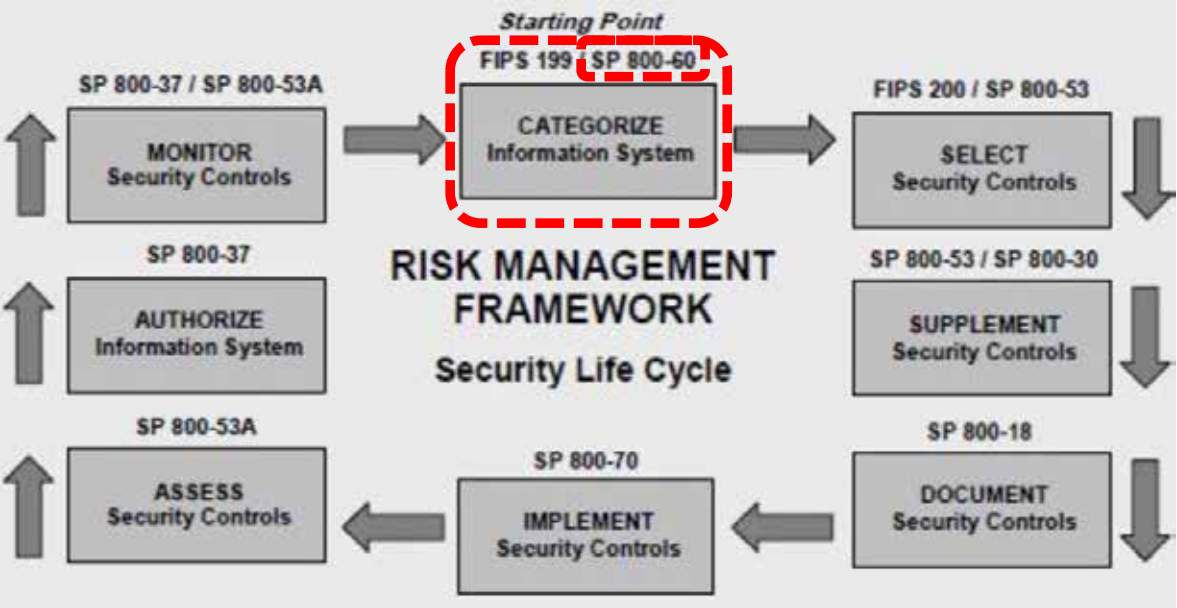 Starting Point
FIPS 199 / SP 800-60
CATEGORIZE
Information System
FIPS 200 / SP 800-53
SELECT
Security Controls
SP 800-53 / SP 800-30
SUPPLEMENT
Security Controls
SP 800-18
DOCUMENT
Security Controls
SP 800-70
IMPLEMENT
Security Controls
SP 800-53A
ASSESS
Security Controls
SP 800-37
AUTHORIZE
Information System
SP 800-37 / SP 800-53A
MONITOR
Security Controls
RISK MANAGEMENT
FRAMEWORK
Security Life Cycle